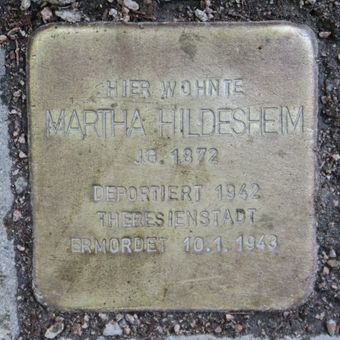 HIER WOHNTE
MARTHA HILDESHEIM
JG. 1872
DEPORTIERT 1942
THERESIENSTADT
ERMORDET 10.1.1943